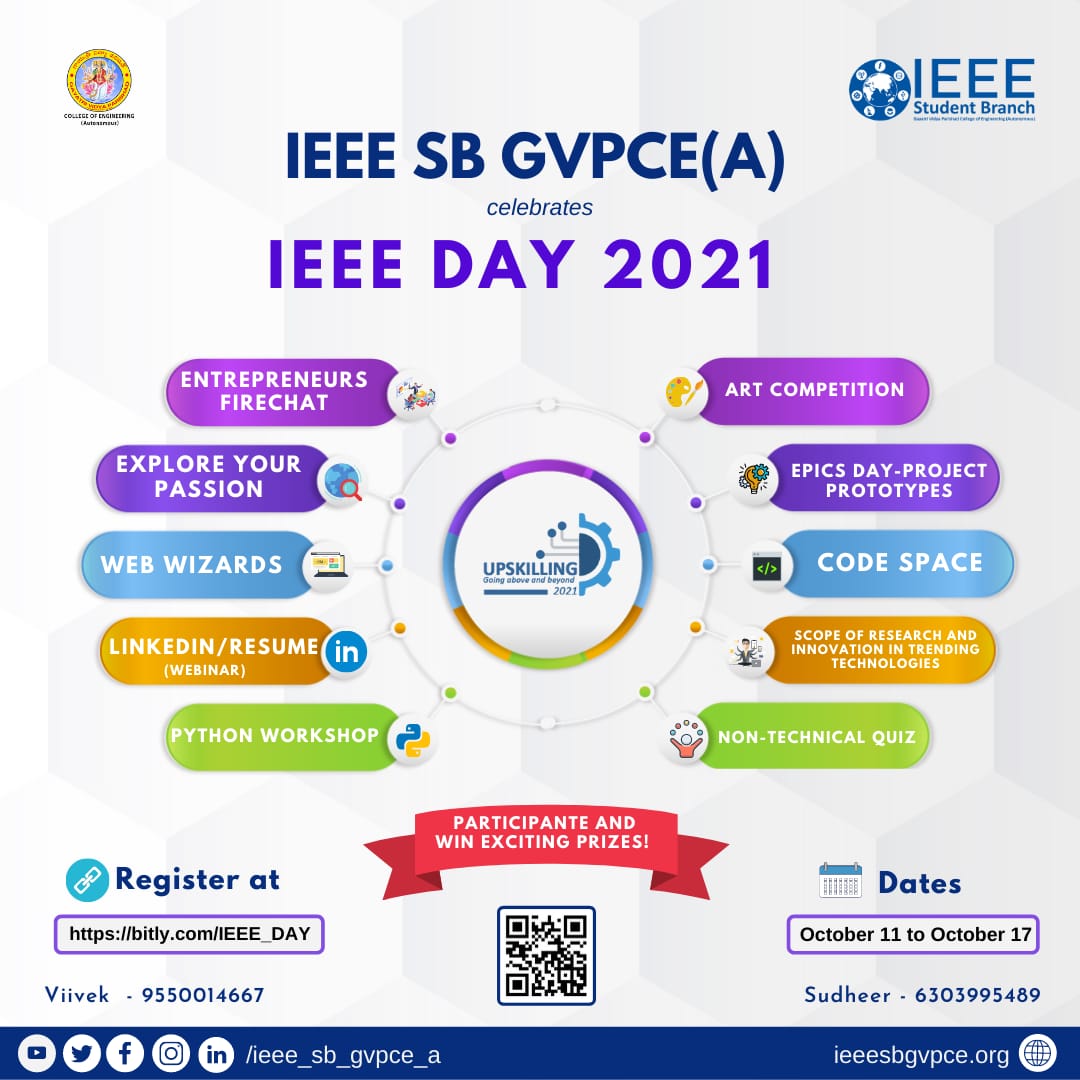 GAYATRI VIDYA PARISHAD
COLLEGE OF ENGINEERING
(Autonomous)
IEEE
Student Branch
Gayatri Vidya Parishad College of Engineering (Autonomous)
IEEE SB GVPCE(A)
celebrates
IEEE DAY 2021
ENTREPRENEURS
FIRECHAT
EXPLORE YOUR
PASSION
WEB WIZARDS
LINKEDIN/RESUME
(WEBINAR)
in
PYTHON WORKSHOP
UPSKILLING
Going above and beyond
2021
ART COMPETITION
EPICS DAY-PROJECT
PROTOTYPES
CODE SPACE
</>
SCOPE OF RESEARCH AND
INNOVATION IN TRENDING
TECHNOLOGIES
NON-TECHNICAL QUIZ
PARTICIPANTE AND
WIN EXCITING PRIZES!
Register at
https://bitly.com/IEEE_DAY
Viivek - 9550014667
Dates
October 11 to October 17
Sudheer - 6303995489
/ieee_sb_gvpce_a
ieeesbgvpce.org